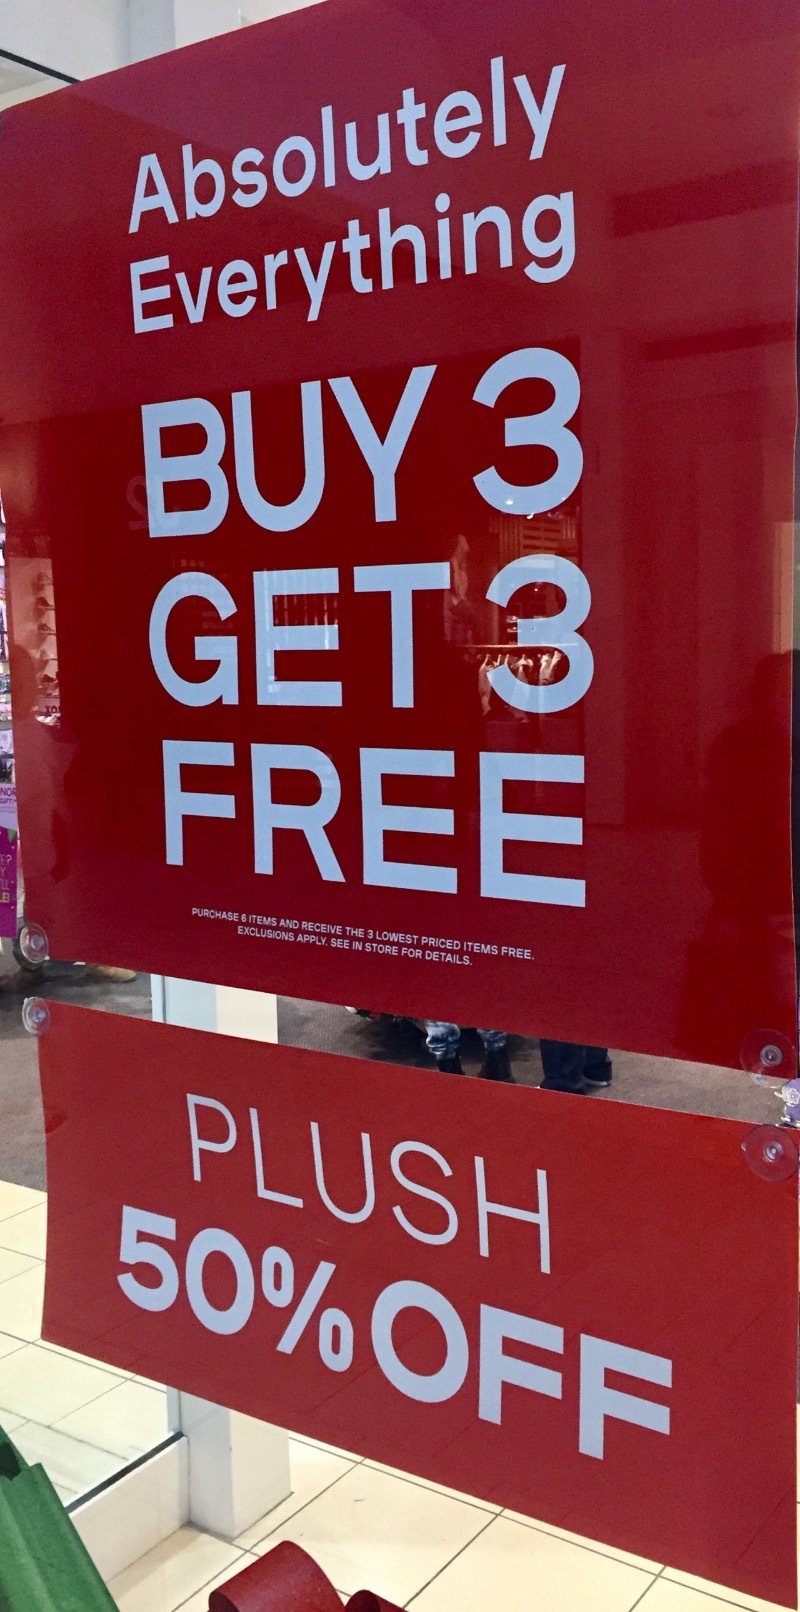 Absolutely
Everything
BUY 3
GET 3
FREE
PURCHASE 6 ITEMS AND RECEIVE THE 3 LOWEST PRICED ITEMS FREE.
EXCLUSIONS APPLY. SEE IN STORE FOR DETAILS.
PLUSH
50% OFF